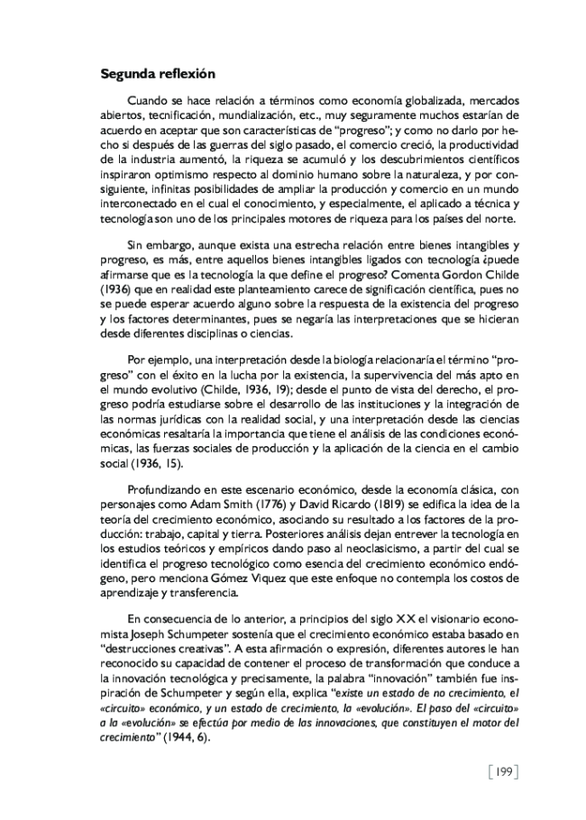 Segunda reflexión
Cuando se hace relación a términos como economía globalizada, mercados
abiertos, tecnificación, mundialización, etc., muy seguramente muchos estarían de
acuerdo en aceptar que son características de “progreso”; y como no darlo por he-
cho si después de las guerras del siglo pasado, el comercio creció, la productividad
de la industria aumentó, la riqueza se acumuló y los descubrimientos científicos
inspiraron optimismo respecto al dominio humano sobre la naturaleza, y por con-
siguiente, infinitas posibilidades de ampliar la producción y comercio en un mundo
interconectado en el cual el conocimiento, y especialmente, el aplicado a técnica y
tecnología son uno de los principales motores de riqueza para los países del norte.
Sin embargo, aunque exista una estrecha relación entre bienes intangibles y
progreso, es más, entre aquellos bienes intangibles ligados con tecnología ¿puede
afirmarse que es la tecnología la que define el progreso? Comenta Gordon Childe
(1936) que en realidad este planteamiento carece de significación científica, pues no
se puede esperar acuerdo alguno sobre la respuesta de la existencia del progreso
y los factores determinantes, pues se negaría las interpretaciones que se hicieran
desde diferentes disciplinas o ciencias.
Por ejemplo, una interpretación desde la biología relacionaría el término “pro-
greso” con el éxito en la lucha por la existencia, la supervivencia del más apto en
el mundo evolutivo (Childe, 1936, 19); desde el punto de vista del derecho, el pro-
greso podría estudiarse sobre el desarrollo de las instituciones y la integración de
las normas jurídicas con la realidad social, y una interpretación desde las ciencias
económicas resaltaría la importancia que tiene el análisis de las condiciones econó-
micas, las fuerzas sociales de producción y la aplicación de la ciencia en el cambio
social (1936, 15).
Profundizando en este escenario económico, desde la economía clásica, con
personajes como Adam Smith (1776) y David Ricardo (1819) se edifica la idea de la
teoría del crecimiento económico, asociando su resultado a los factores de la pro-
ducción: trabajo, capital y tierra. Posteriores análisis dejan entrever la tecnología en
los estudios teóricos y empíricos dando paso al neoclasicismo, a partir del cual se
identifica el progreso tecnológico como esencia del crecimiento económico endó-
geno, pero menciona Gómez Viquez que este enfoque no contempla los costos de
aprendizaje y transferencia.
En consecuencia de lo anterior, a principios del siglo XX el visionario econo-
mista Joseph Schumpeter sostenía que el crecimiento económico estaba basado en
“destrucciones creativas”. A esta afirmación o expresión, diferentes autores le han
reconocido su capacidad de contener el proceso de transformación que conduce a
la innovación tecnológica y precisamente, la palabra “innovación” también fue ins-
piración de Schumpeter y según ella, explica “existe un estado de no crecimiento, el
«circuito» económico, y un estado de crecimiento, la «evolución». El paso del «circuito»
a la «evolución» se efectúa por medio de las innovaciones, que constituyen el motor del
crecimiento” (1944, 6).
[199]